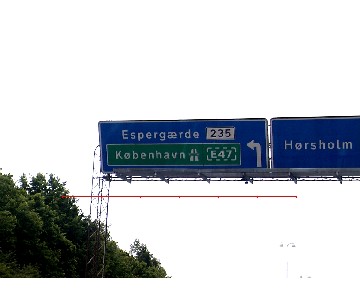 Espergærde 235
København E47
Hørsholm